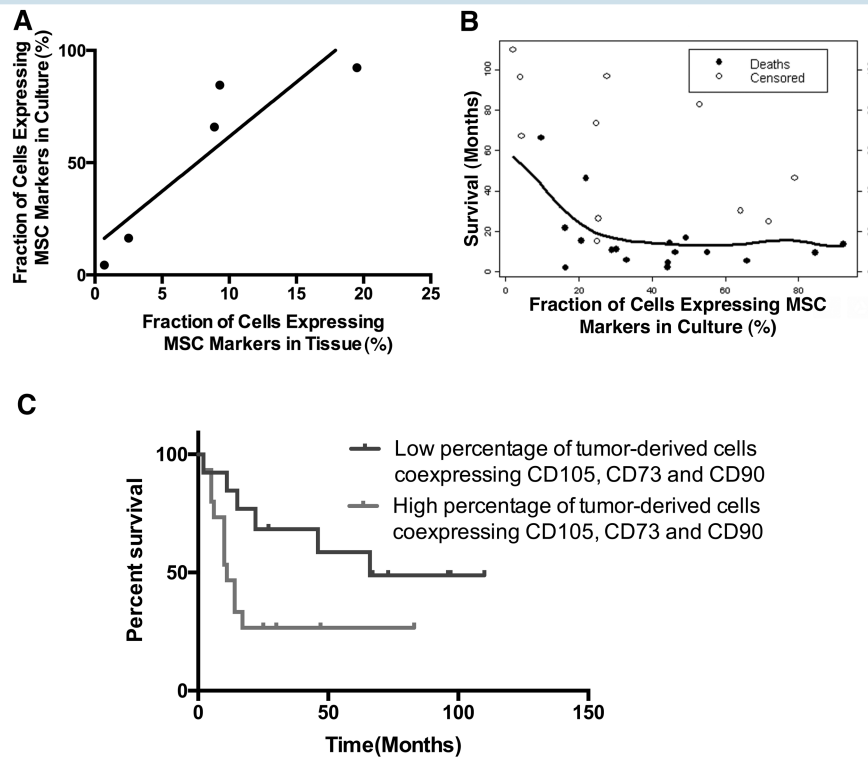 A
Fraction of Cells Expressing
MSC Markers in Culture (%)
100
50
0
0 5 10 15 20 25
Fraction of Cells Expressing
MSC Markers in Tissue (%)
B
Survival (Months)
100
80
60
40
20
0
Deaths
Censored
0 20 40 60 80
Fraction of Cells Expressing MSC
Markers in Culture (%)
C
Percent survival
100
50
0
Low percentage of tumor-derived cells
coexpressing CD105, CD73 and CD90
High percentage of tumor-derived cells
coexpressing CD105, CD73 and CD90
0 50 100 150
Time(Months)